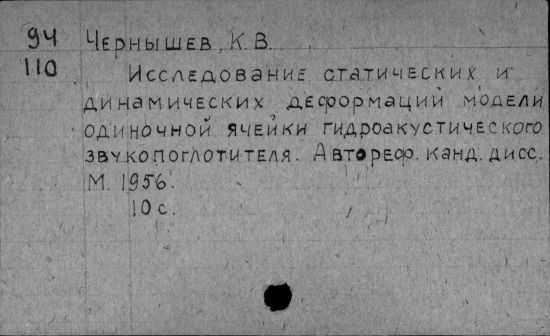 94 Чернышев, К. В.
110 Исследование статических и
динамических деформаций модели
одиночной ячейки гидроакустического
звукопоглотителя. Автореф. канд. дисс.
М. 1956.
10 с.